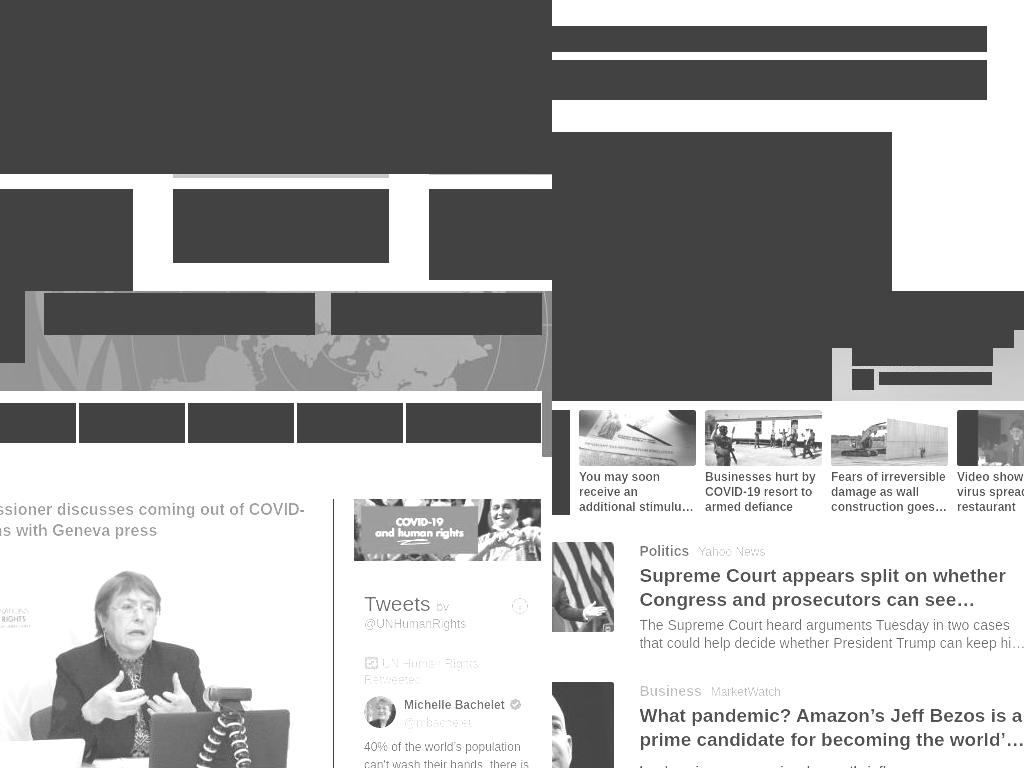 ssioner discusses coming out of COVID-
ns with Geneva press
NATIONS
RIGHTS
COVID-19
and human rights
Tweets by
@UNHumanRights
UN Human Rights
Retweeted
Michelle Bachelet
@mbachelet
40% of the world's population
can't wash their hands, there is
You may soon
receive an
additional stimulu…
Businesses hurt by
COVID-19 resort to
armed defiance
Fears of irreversible
damage as wall
construction goes…
Video show
virus spread
restaurant
Politics Yahoo News
Supreme Court appears split on whether
Congress and prosecutors can see…
The Supreme Court heard arguments Tuesday in two cases
that could help decide whether President Trump can keep hi…
Business MarketWatch
What pandemic? Amazon's Jeff Bezos is a
prime candidate for becoming the world'…